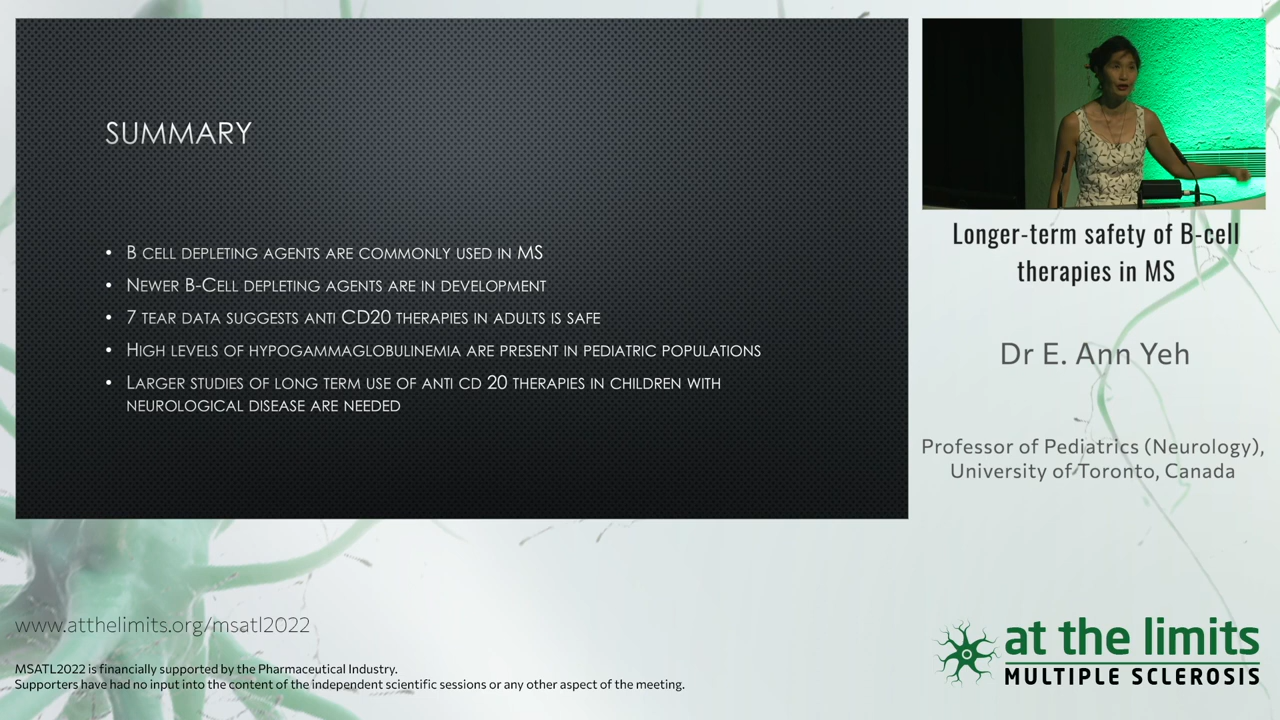 SUMMARY
• B CELL DEPLETING AGENTS ARE COMMONLY USED IN MS
• NEWER B-CELL DEPLETING AGENTS ARE IN DEVELOPMENT
• 7 TEAR DATA SUGGESTS ANTI CD20 THERAPIES IN ADULTS IS SAFE
• HIGH LEVELS OF HYPOGAMMAGLOBULINEMIA ARE PRESENT IN PEDIATRIC POPULATIONS
• LARGER STUDIES OF LONG TERM USE OF ANTI CD 20 THERAPIES IN CHILDREN WITH
NEUROLOGICAL DISEASE ARE NEEDED
Longer-term safety of B-cell
therapies in MS
Dr E. Ann Yeh
Professor of Pediatrics (Neurology),
University of Toronto, Canada
www.atthelimits.org/msatl2022
MSATL2022 is financially supported by the Pharmaceutical Industry.
Supporters have had no input into the content of the independent scientific sessions or any other aspect of the meeting.
at the limits
MULTIPLE SCLEROSIS